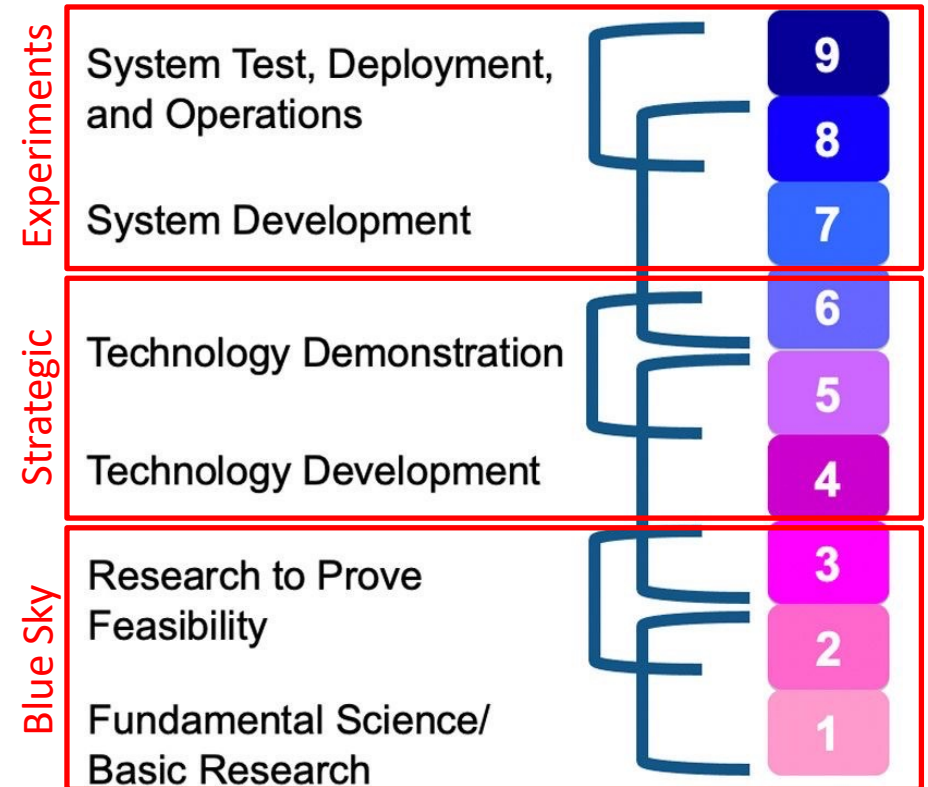 Experiments
System Test, Deployment,
and Operations
System Development
9
8
7
Strategic
Technology Demonstration
Technology Development
6
5
4
Blue Sky
Research to Prove
Feasibility
Fundamental Science/
Basic Research
3
2
1